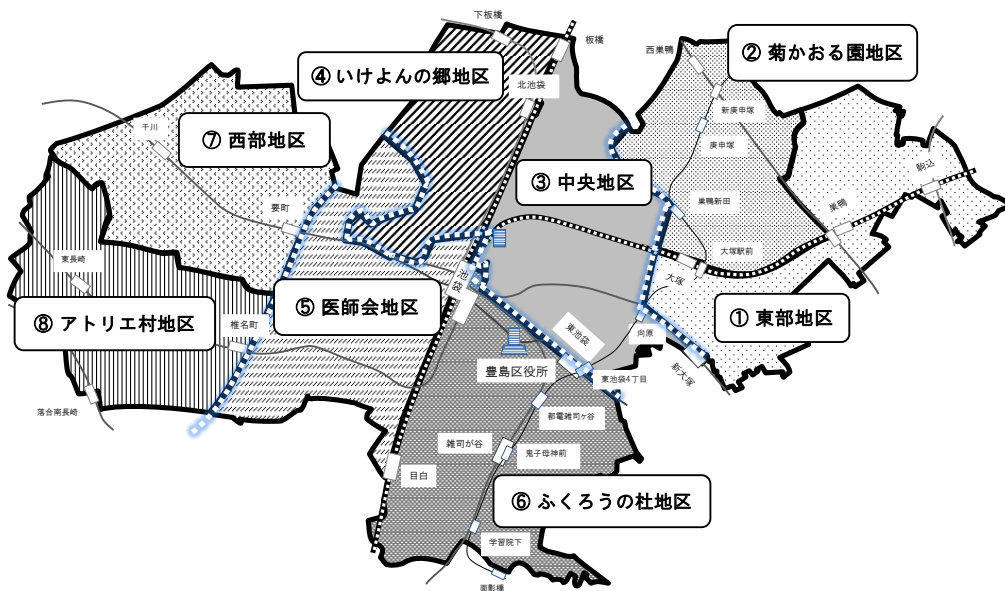 下板橋
板橋
西巣鴨
② 菊かおる園地区
④ いけよんの郷地区
北池袋
新庚申塚
千川
⑦ 西部地区
庚申塚
③ 中央地区
駒込
要町
巣鴨新田
巣鴨
大塚駅前
東長崎
池袋
大塚
⑤ 医師会地区
⑧ アトリエ村地区
椎名町
① 東部地区
向原
東池袋
豊島区役所
新大塚
東池袋4丁目
落合南長崎
都電雑司ヶ谷
雑司が谷
鬼子母神前
目白
⑥ ふくろうの杜地区
学習院下
面影橋